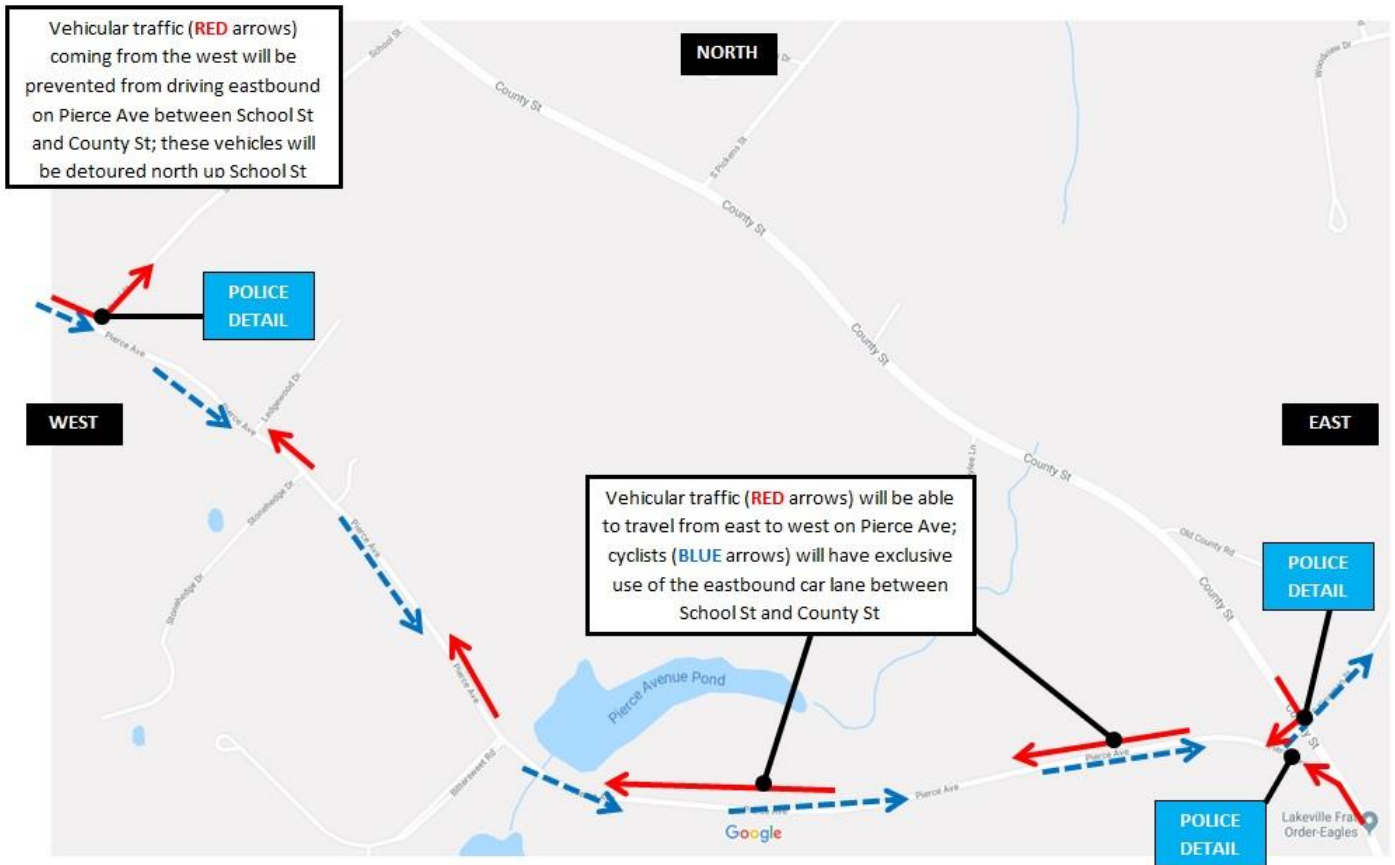 Vehicular traffic (RED arrows)
coming from the west will be
prevented from driving eastbound
on Pierce Ave between School St
and County St; these vehicles will
be detoured north up School St
School St
NORTH
Dr
Woodview Dr
County St
S Pickens St
County St
POLICE
DETAIL
Pierce Ave
County St
Ledgewood Dr
Pierce Ave
WEST
EAST
County St
Stonehedge Dr
Pierce Ave
Vehicular traffic (RED arrows) will be able
to travel from east to west on Pierce Ave;
cyclists (BLUE arrows) will have exclusive
use of the eastbound car lane between
School St and County St
Old County Rd
POLICE
DETAIL
Stonehedge Dr
County St
Pierce Ave
Pierce Avenue Pond
Bittersweet Rd
Pierce Ave
Pierce Ave
Google
POLICE
DETAIL
Lakeville Frat
Order-Eagles